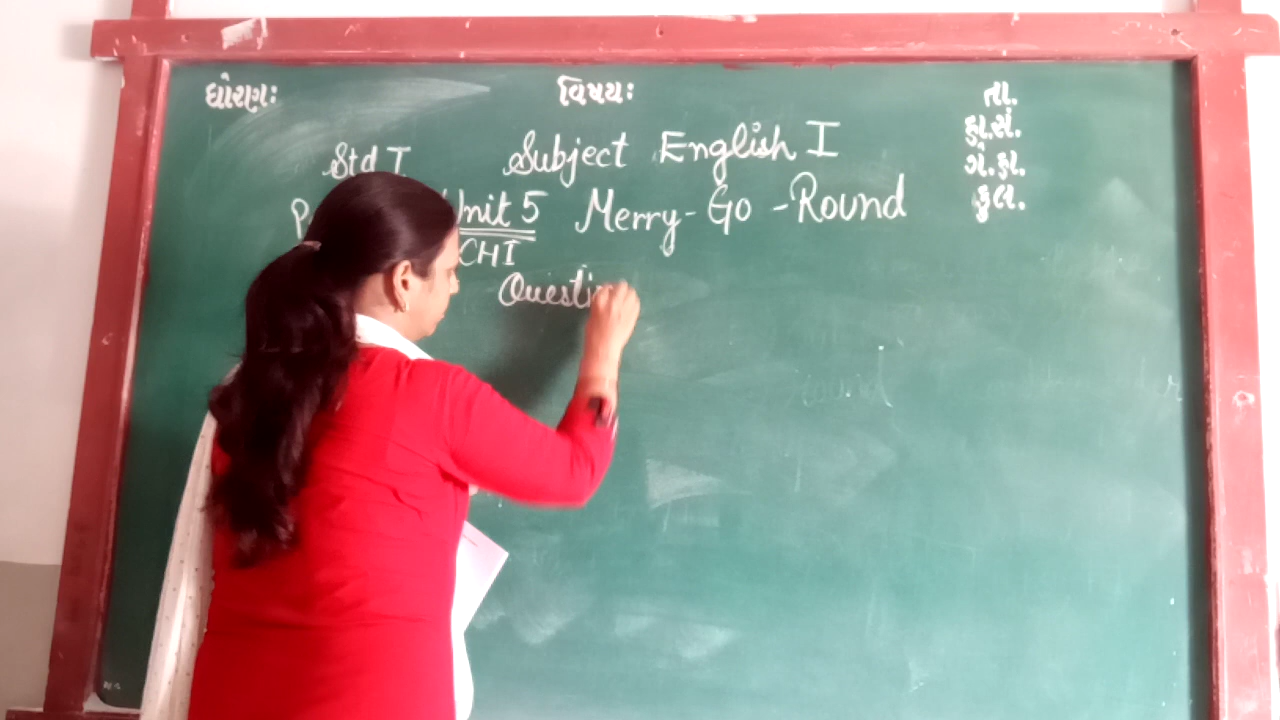 ધોરણઃ વિષયઃ તા.
હા.સં.
Std I Subject English I
ગે.હા.
Unit 5 Merry-Go-Round
કુલ.
CHI